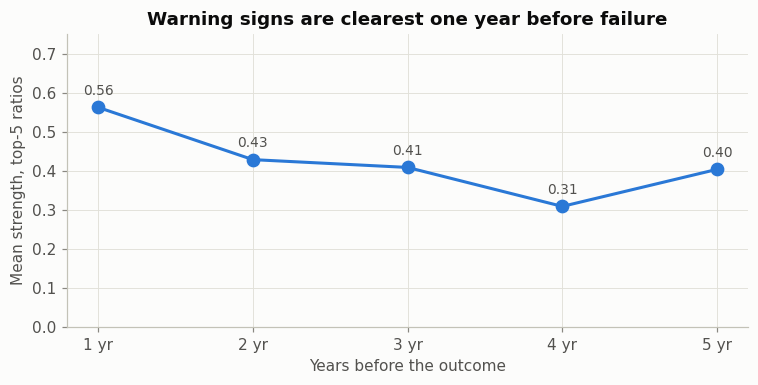 Warning signs are clearest one year before failure
Mean strength, top-5 ratios
0.7
0.6
0.5
0.4
0.3
0.2
0.1
0.0
0.56
0.43
0.41
0.31
0.40
1 yr
2 yr
3 yr
4 yr
5 yr
Years before the outcome